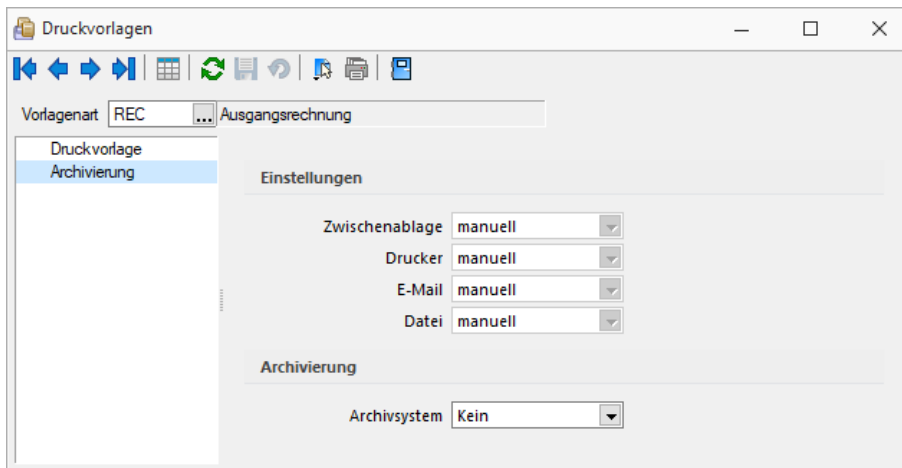 Druckvorlagen
Vorlagenart REC ... Ausgangsrechnung
Druckvorlage
Archivierung
Einstellungen
Zwischenablage manuell
Drucker manuell
E-Mail manuell
Datei manuell
Archivierung
Archivsystem Kein